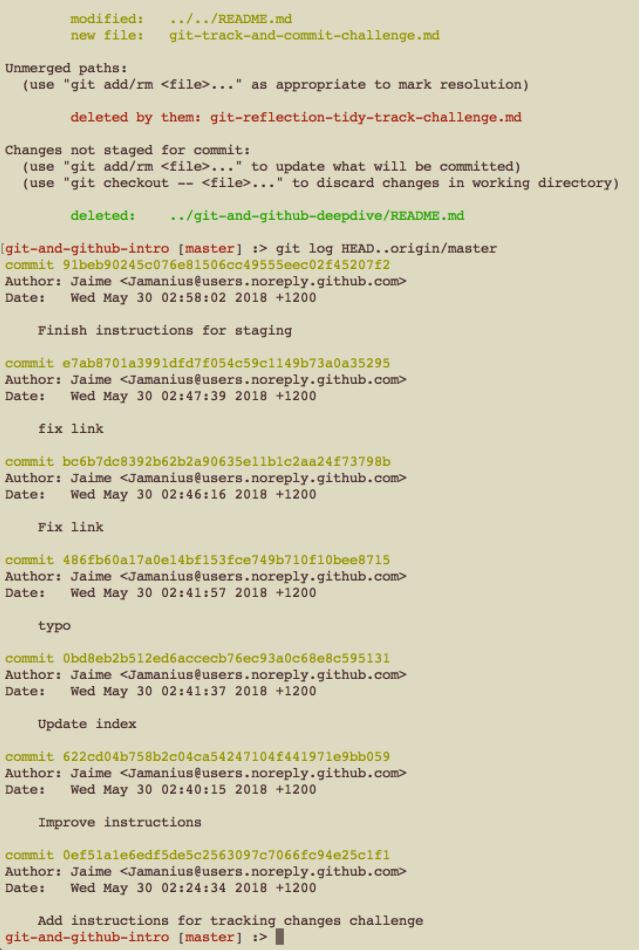 modified:   ../../README.md
new file:   git-track-and-commit-challenge.md
Unmerged paths:
(use "git add/rm <file>..." as appropriate to mark resolution)
deleted by them: git-reflection-tidy-track-challenge.md
Changes not staged for commit:
(use "git add/rm <file>..." to update what will be committed)
(use "git checkout -- <file>..." to discard changes in working directory)
deleted:    ../git-and-github-deepdive/README.md
[git-and-github-intro [master] :> git log HEAD..origin/master
commit 91beb90245c076e81506cc49555eec02f45207f2
Author: Jaime <Jamanius@users.noreply.github.com>
Date:   Wed May 30 02:58:02 2018 +1200
Finish instructions for staging
commit e7ab8701a3991dfd7f054c59c1149b73a0a35295
Author: Jaime <Jamanius@users.noreply.github.com>
Date:   Wed May 30 02:47:39 2018 +1200
fix link
commit bc6b7dc8392b62b2a90635e11b1c2aa24f73798b
Author: Jaime <Jamanius@users.noreply.github.com>
Date:   Wed May 30 02:46:16 2018 +1200
Fix link
commit 486fb60a17a0e14bf153fce749b710f10bee8715
Author: Jaime <Jamanius@users.noreply.github.com>
Date:   Wed May 30 02:41:57 2018 +1200
typo
commit 0bd8eb2b512ed6accecb76ec93a0c68e8c595131
Author: Jaime <Jamanius@users.noreply.github.com>
Date:   Wed May 30 02:41:37 2018 +1200
Update index
commit 622cd04b758b2c04ca54247104f441971e9bb059
Author: Jaime <Jamanius@users.noreply.github.com>
Date:   Wed May 30 02:40:15 2018 +1200
Improve instructions
commit 0ef51a1e6edf5de5c2563097c7066fc94e25c1f1
Author: Jaime <Jamanius@users.noreply.github.com>
Date:   Wed May 30 02:24:34 2018 +1200
Add instructions for tracking changes challenge
git-and-github-intro [master] :>